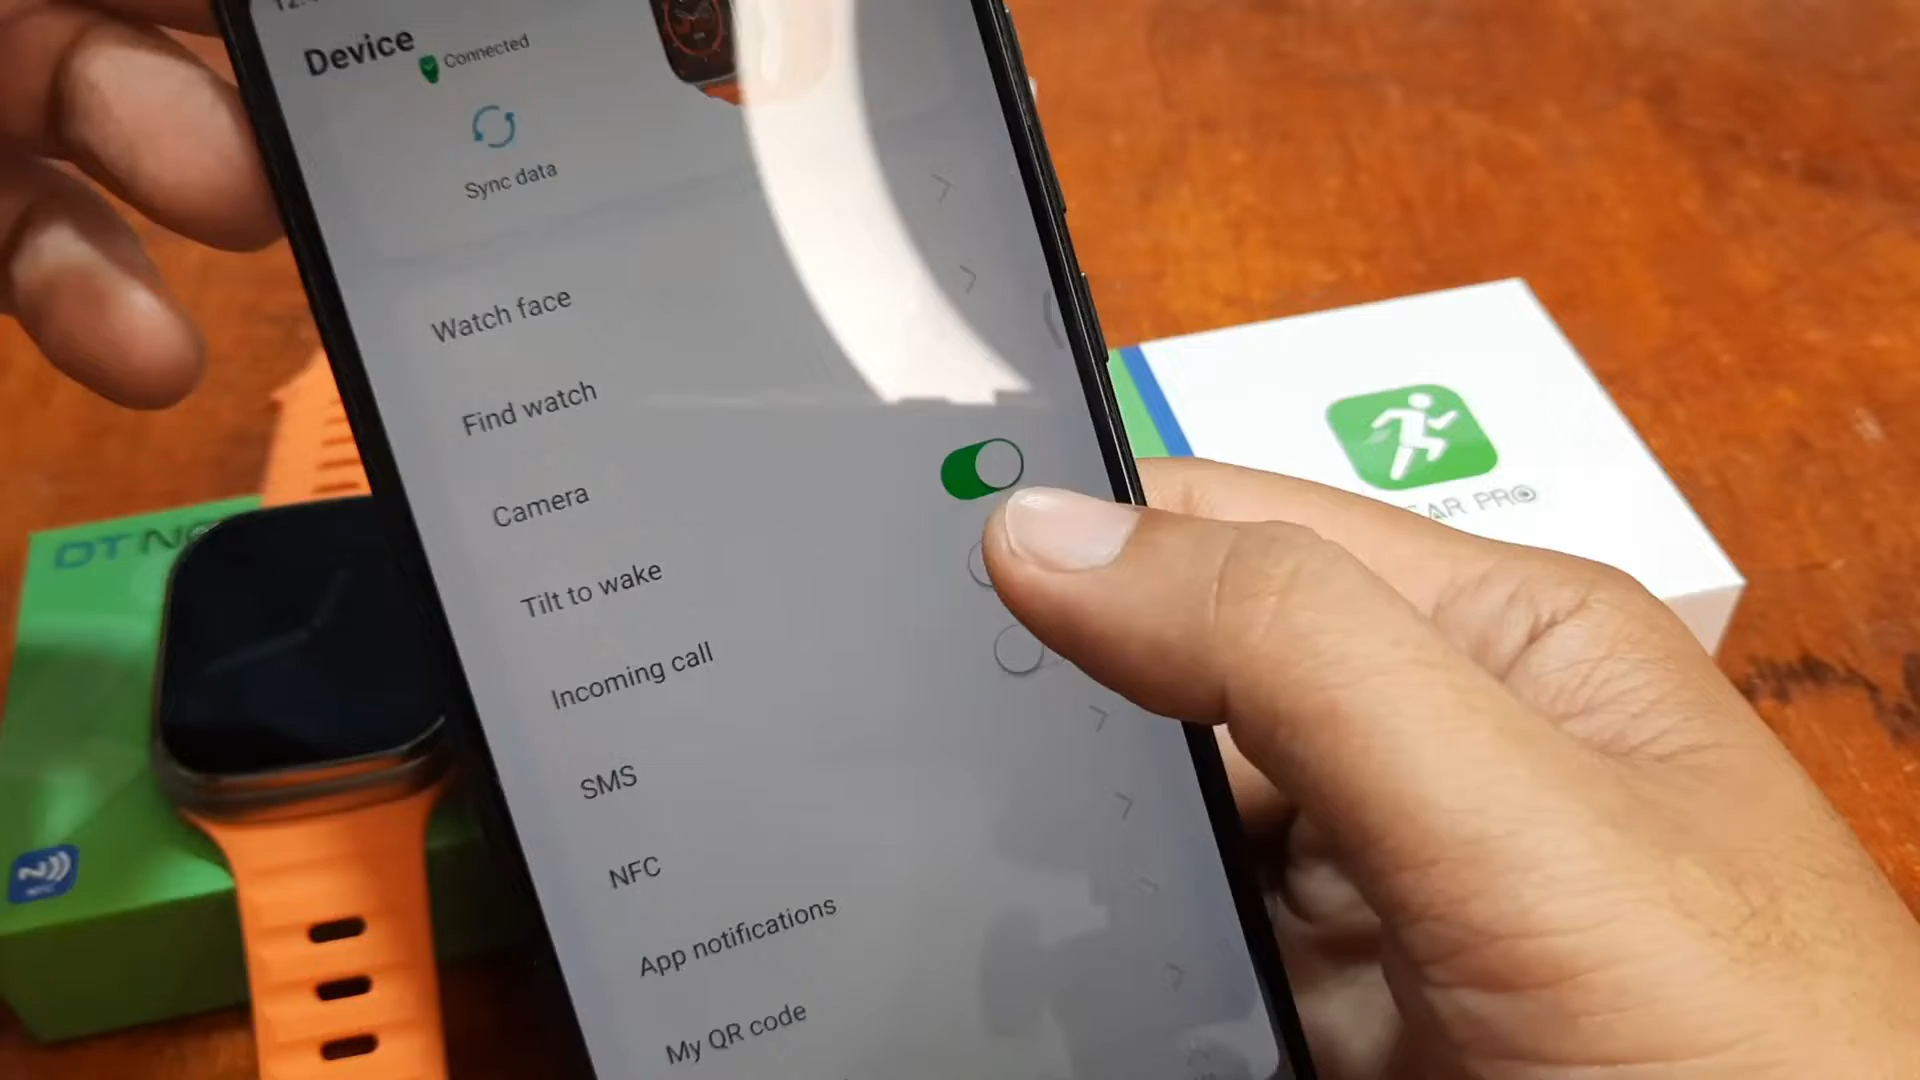 Device
Connected
Sync data
Watch face
Find watch
Camera
Tilt to wake
Incoming call
SMS
NFC
App notifications
My QR code
DT N
PRO